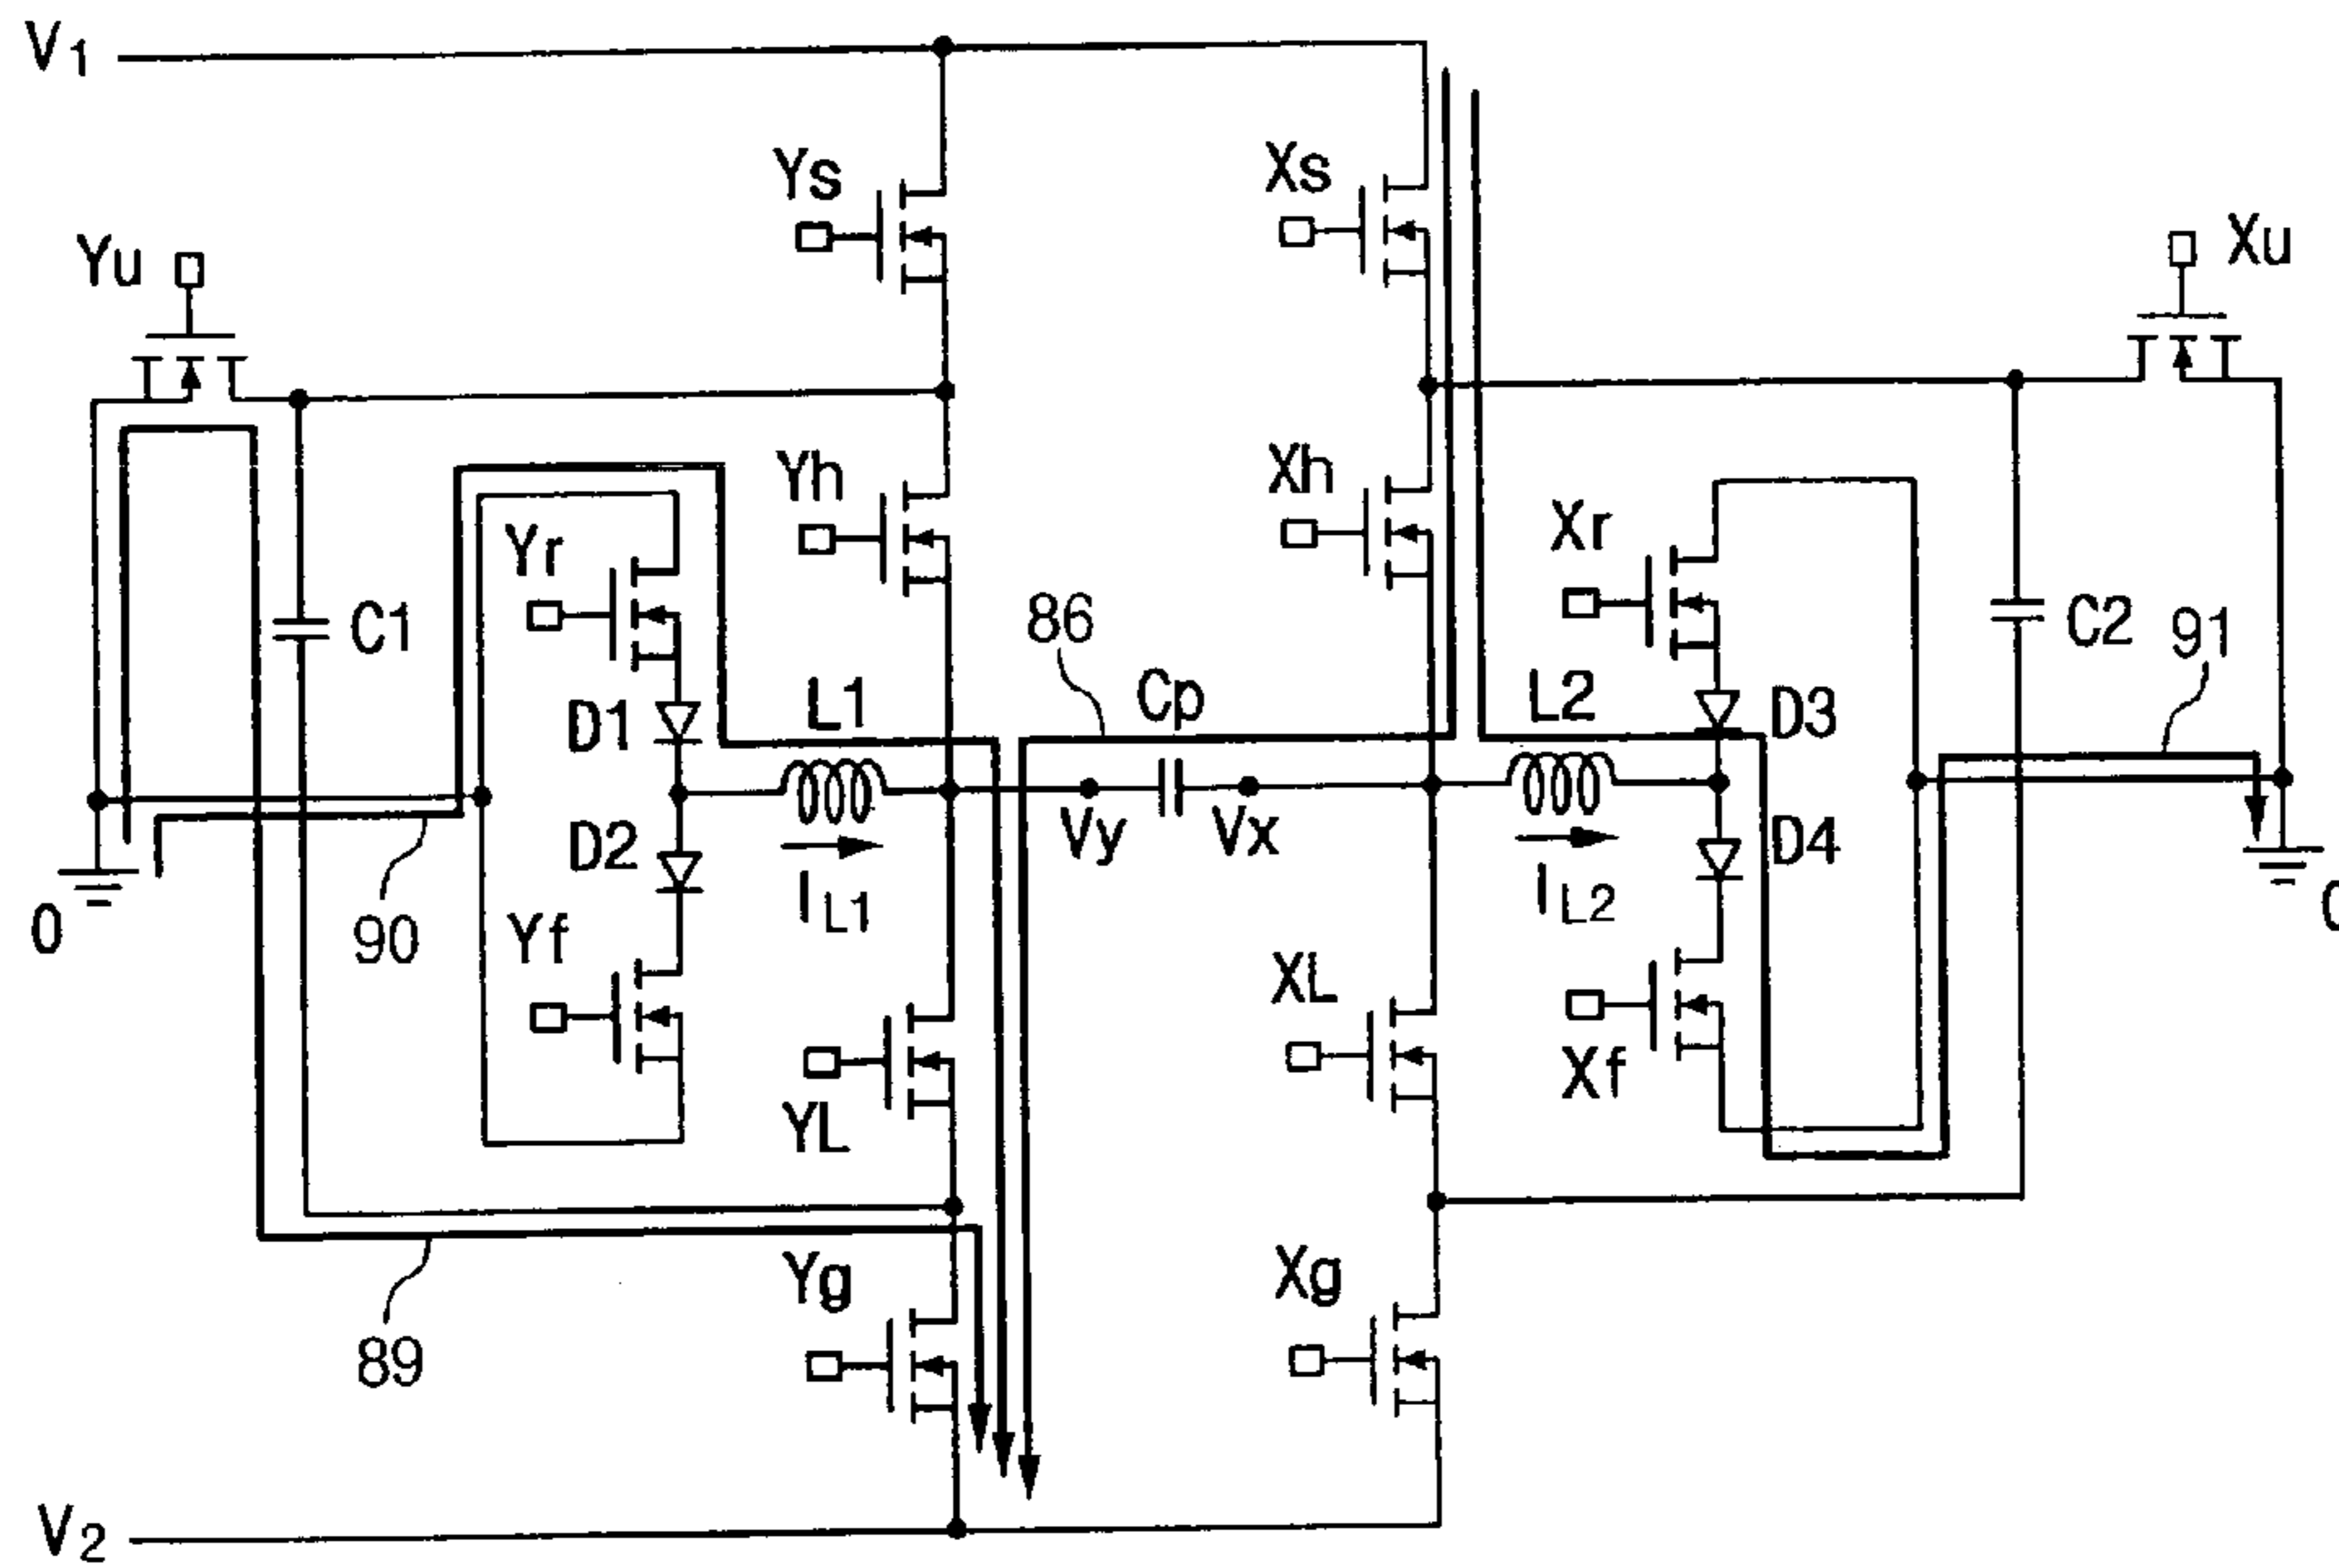 V1
Ys
Xs
Yu
Xu
Yh
Xh
Yr
Xr
C1
86
C2
91
D1
L1
Cp
L2
D3
Vy
Vx
D2
D4
IL1
IL2
0
0
90
Yf
XL
Xf
YL
Yg
Xg
89
V2